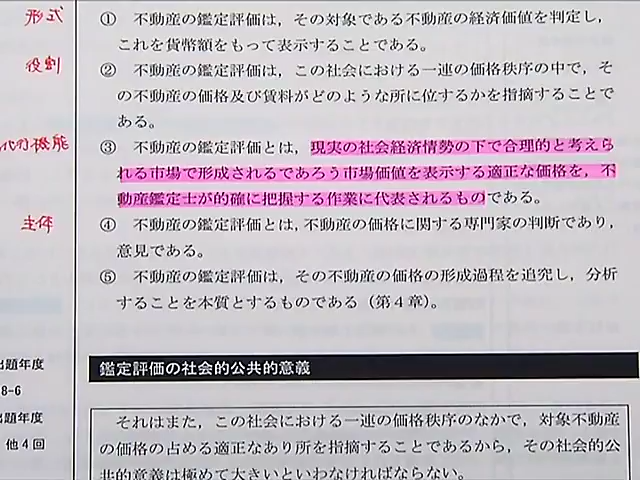 形式
① 不動産の鑑定評価は，その対象である不動産の経済価値を判定し，
これを貨幣額をもって表示することである。
役割
② 不動産の鑑定評価は，この社会における一連の価格秩序の中で，そ
の不動産の価格及び賃料がどのような所に位するかを指摘することで
ある。
代行機能
③ 不動産の鑑定評価とは，現実の社会経済情勢の下で合理的と考えら
れる市場で形成されるであろう市場価値を表示する適正な価格を，不
動産鑑定士が的確に把握する作業に代表されるものである。
主体
④ 不動産の鑑定評価とは，不動産の価格に関する専門家の判断であり，
意見である。
⑤ 不動産の鑑定評価は，その不動産の価格の形成過程を追究し，分析
することを本質とするものである（第４章）。
出題年度
8-6
出題年度
他４回
鑑定評価の社会的公共的意義
それはまた，この社会における一連の価格秩序のなかで，対象不動産
の価格の占める適正なあり所を指摘することであるから，その社会的公
共的意義は極めて大きいといわなければならない。